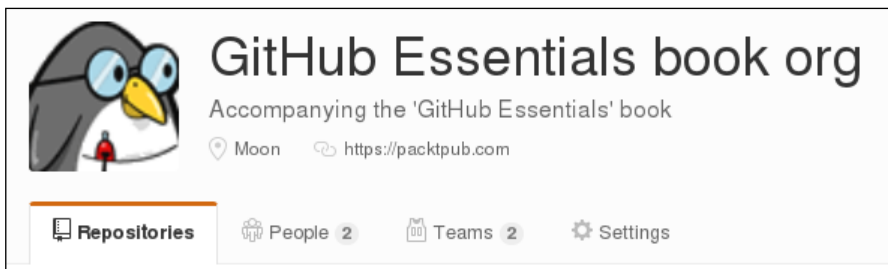 GitHub Essentials book org
Accompanying the 'GitHub Essentials' book
Moon https://packtpub.com
Repositories People 2 Teams 2 Settings